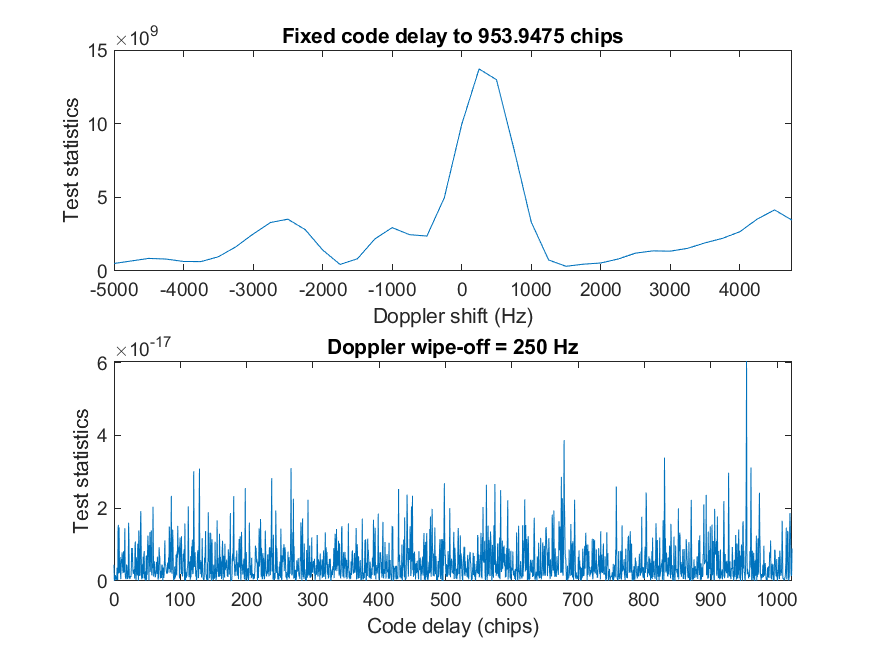 Fixed code delay to 953.9475 chips
×10^9
15
10
5
0
Test statistics
-5000 -4000 -3000 -2000 -1000 0 1000 2000 3000 4000
Doppler shift (Hz)
Doppler wipe-off = 250 Hz
×10^-17
6
4
2
0
Test statistics
0 100 200 300 400 500 600 700 800 900 1000
Code delay (chips)